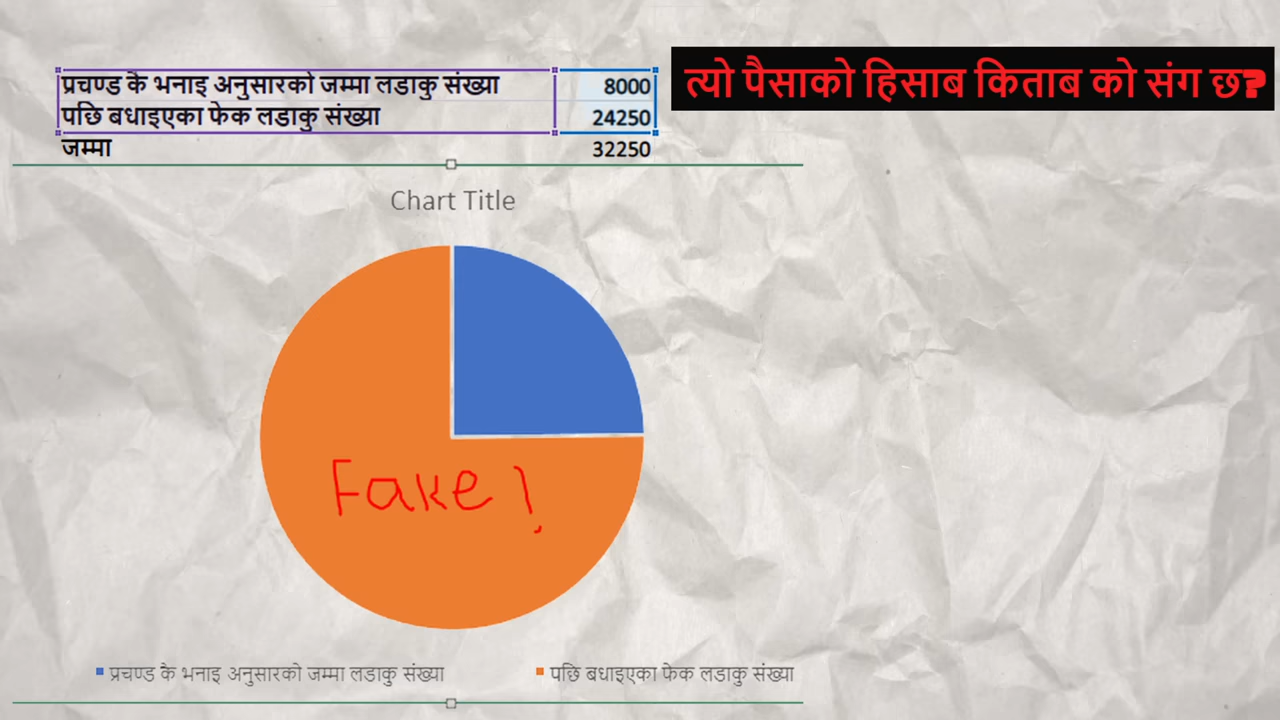 प्रचण्ड कै भनाइ अनुसारको जम्मा लडाकु संख्या 8000
पछि बधाइएका फेक लडाकु संख्या 24250
जम्मा 32250
त्यो पैसाको हिसाब किताब को संग छ?
Chart Title
Fake!
प्रचण्ड कै भनाइ अनुसारको जम्मा लडाकु संख्या
पछि बधाइएका फेक लडाकु संख्या